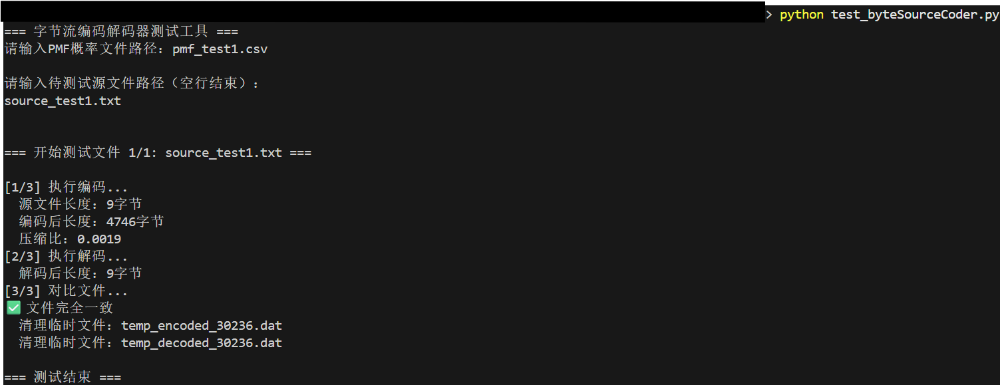 > python test_byteSourceCoder.py
=== 字节流编码解码器测试工具 ===
请输入PMF概率文件路径：pmf_test1.csv
请输入待测试源文件路径（空行结束）：
source_test1.txt
=== 开始测试文件 1/1: source_test1.txt ===
[1/3] 执行编码...
源文件长度：9字节
编码后长度：4746字节
压缩比：0.0019
[2/3] 执行解码...
解码后长度：9字节
[3/3] 对比文件...
✅ 文件完全一致
清理临时文件：temp_encoded_30236.dat
清理临时文件：temp_decoded_30236.dat
=== 测试结束 ===